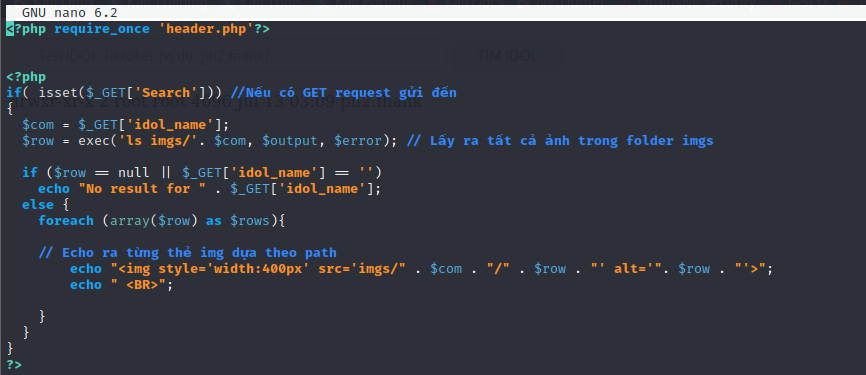 GNU nano 6.2
<?php require_once 'header.php'?>
<?php
if( isset($_GET['Search'])) //Nếu có GET request gửi đến
{
$com = $_GET['idol_name'];
$row = exec('ls imgs/'. $com, $output, $error); // Lấy ra tất cả ảnh trong folder imgs
if ($row == null || $_GET['idol_name'] == '')
echo "No result for " . $_GET['idol_name'];
else {
foreach (array($row) as $rows){
// Echo ra từng thẻ img dựa theo path
echo "<img style='width:400px' src='imgs/" . $com . "/" . $row . "' alt='". $row . "'>";
echo " <BR>";
}
}
}
?>